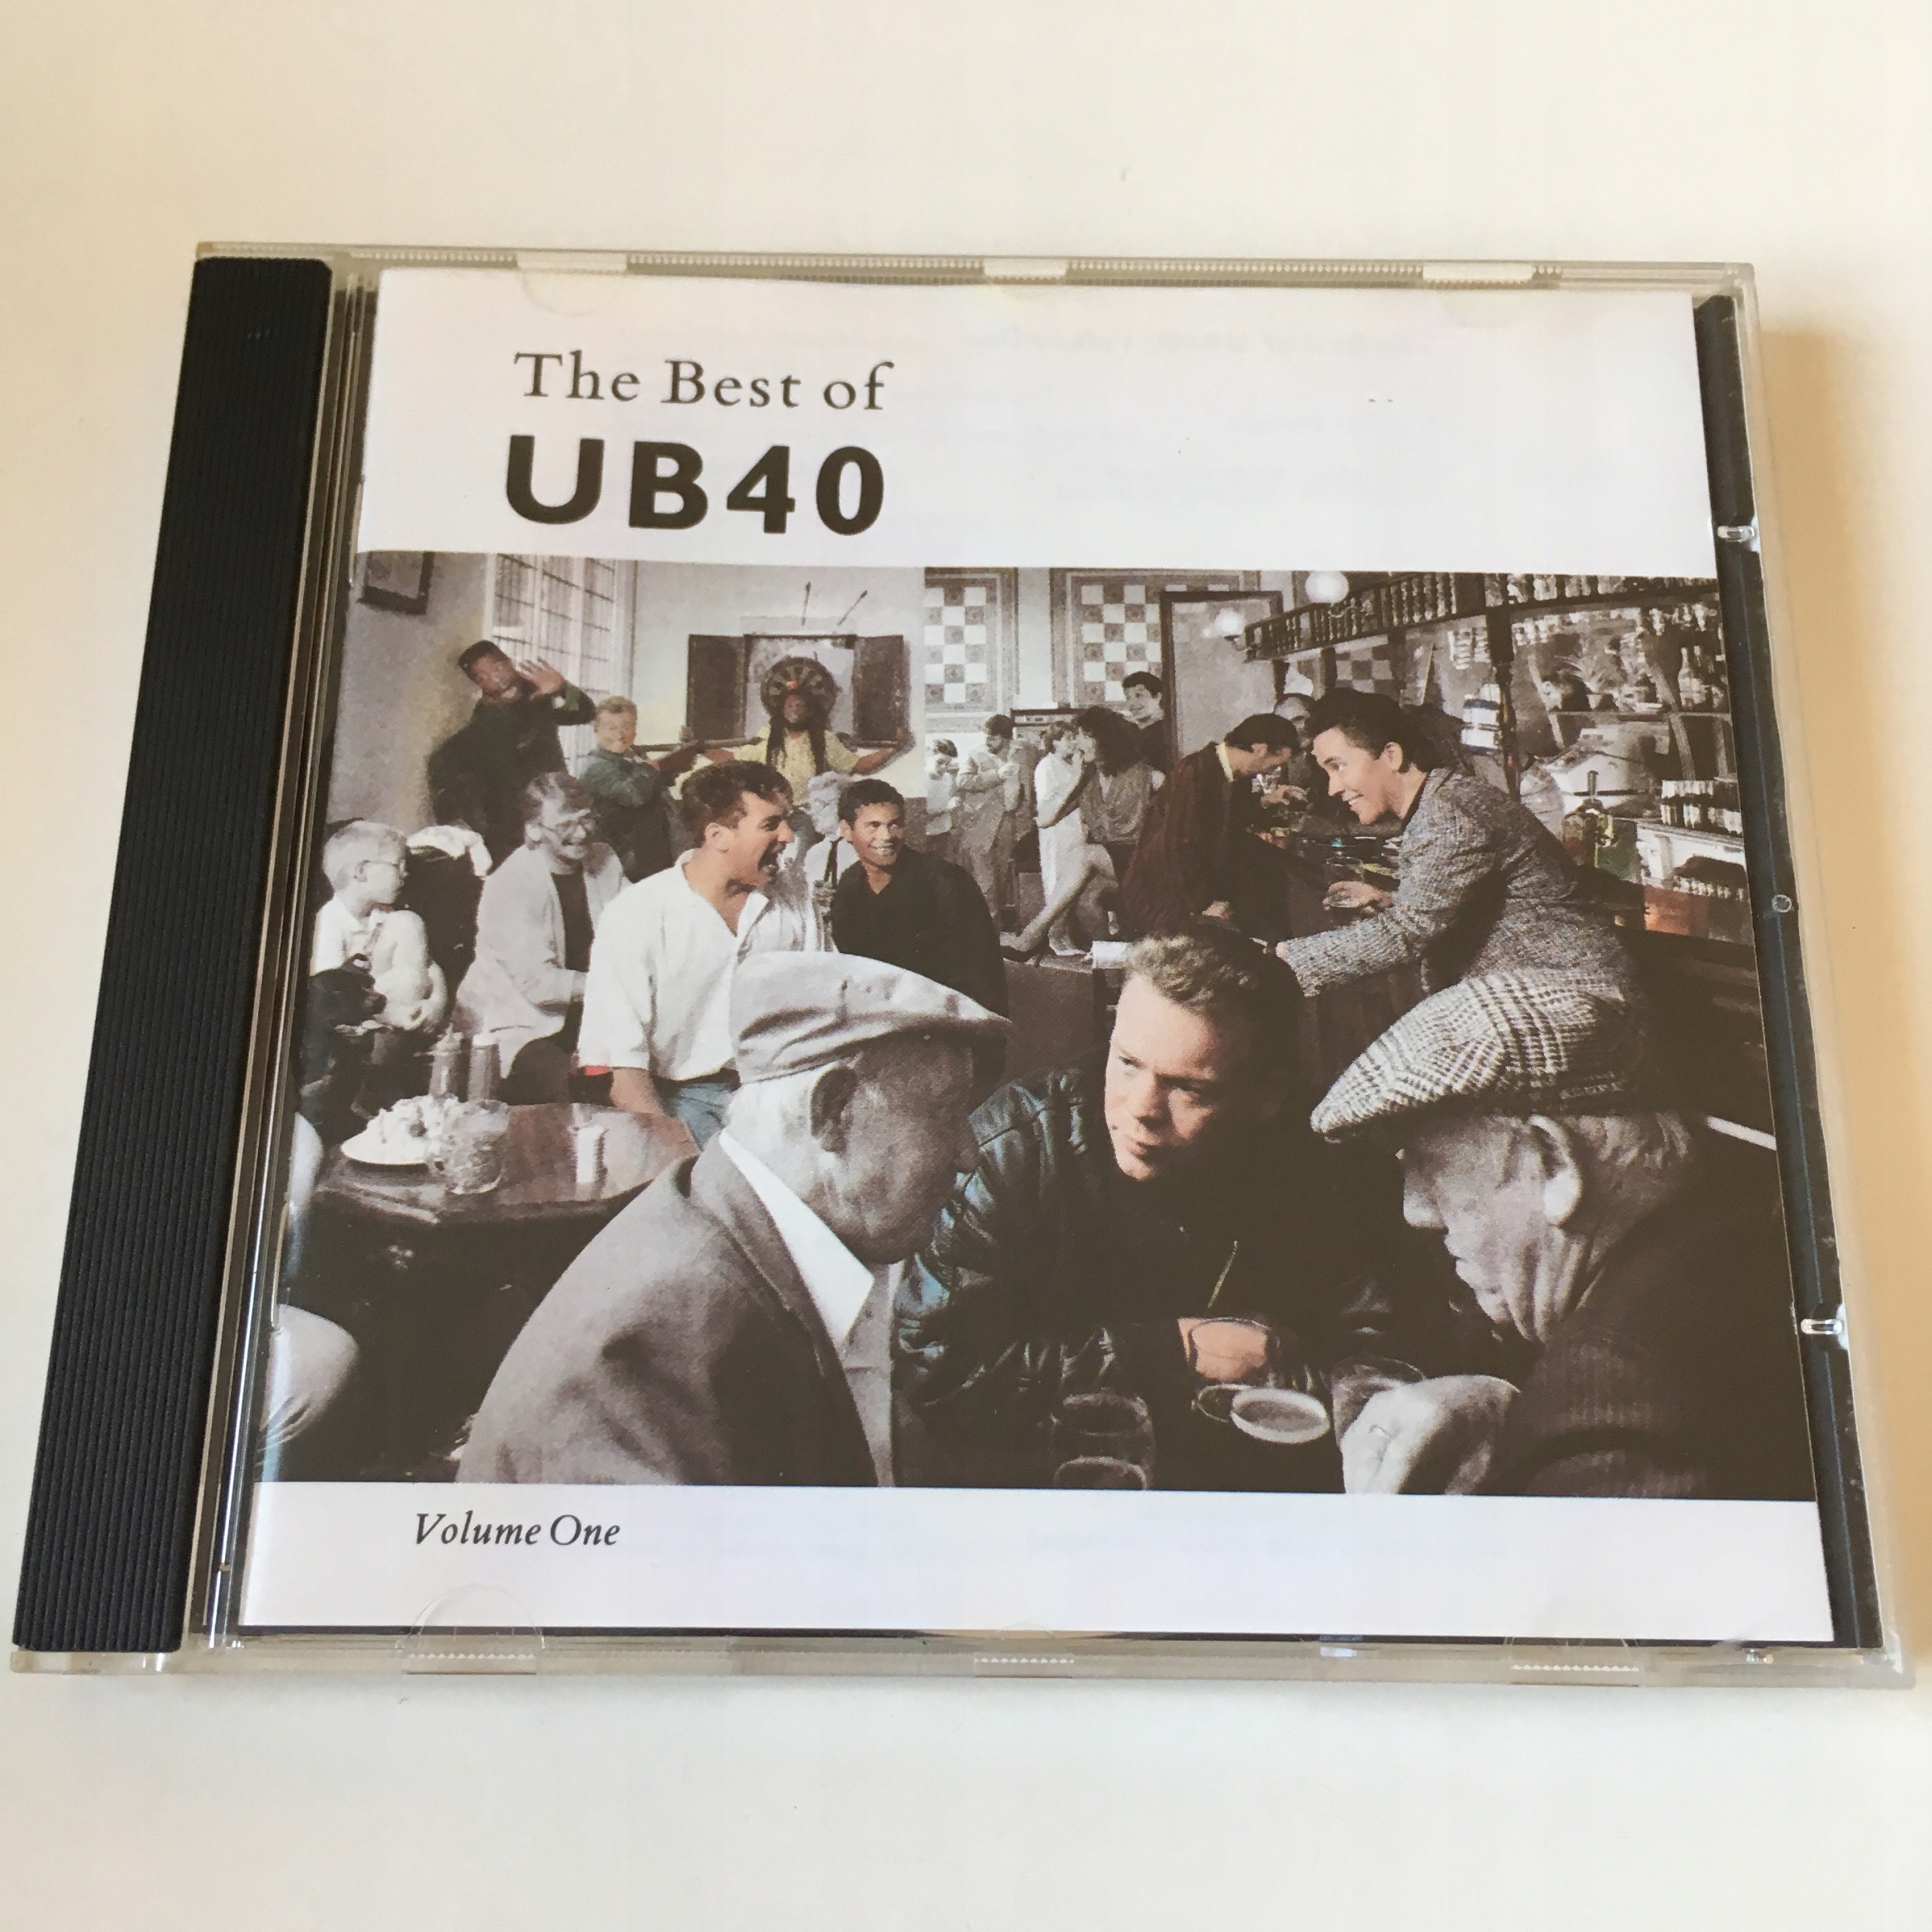 The Best of
UB40
Volume One